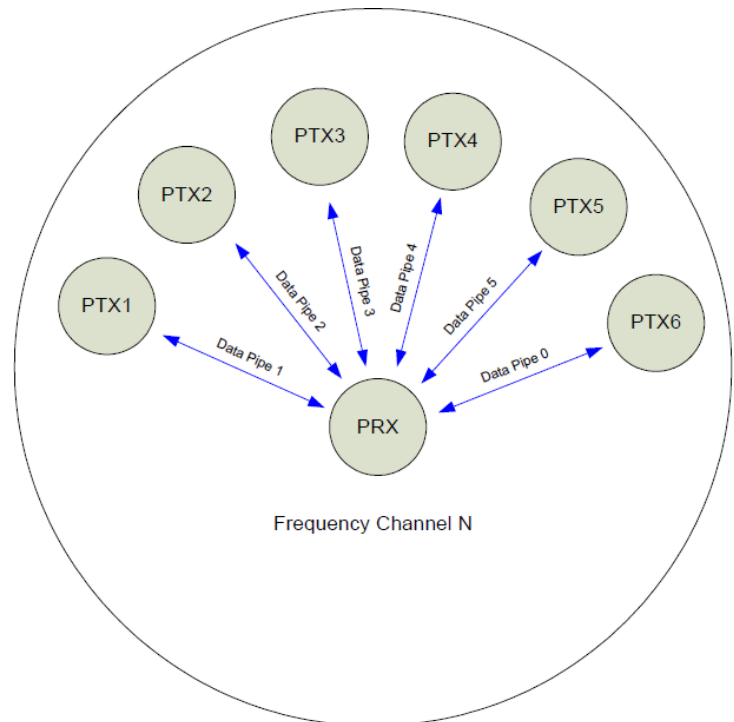 PTX3
PTX4
PTX2
PTX5
PTX1
PTX6
Data Pipe 1
Data Pipe 2
Data Pipe 3
Data Pipe 4
Data Pipe 5
Data Pipe 0
PRX
Frequency Channel N